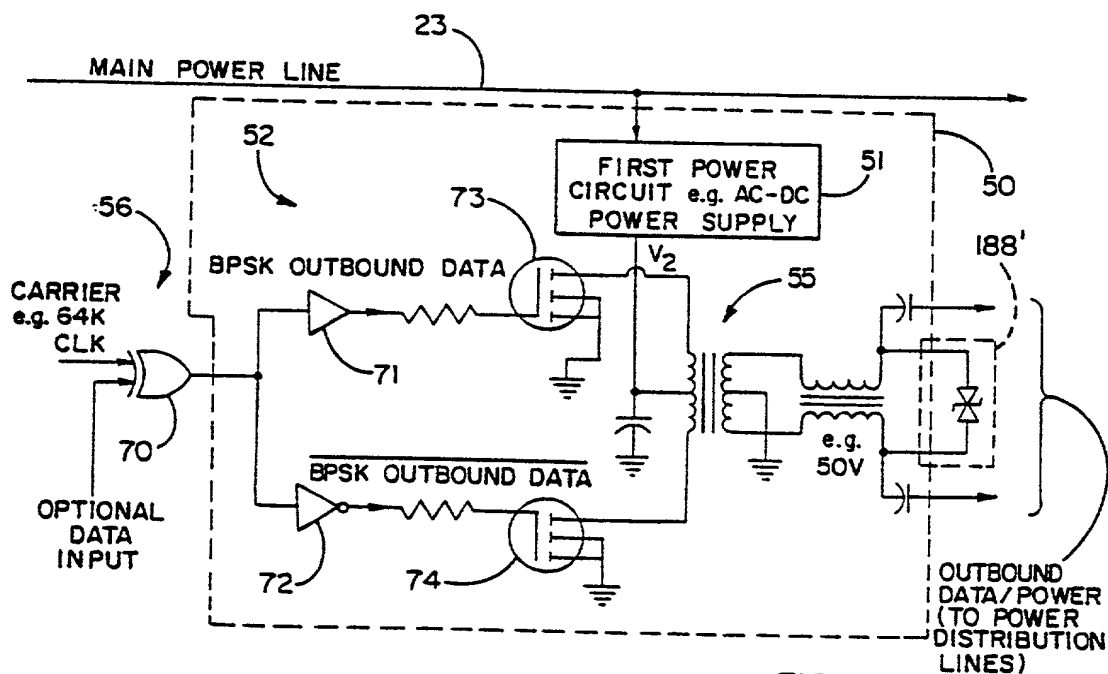 23
MAIN POWER LINE
52
FIRST POWER
CIRCUIT e.g. AC-DC
POWER SUPPLY
51
50
73
56
188'
V2
BPSK OUTBOUND DATA
55
CARRIER
e.g. 64K
CLK
71
70
e.g.
50V
BPSK OUTBOUND DATA
OPTIONAL
DATA
INPUT
72
74
OUTBOUND
DATA/POWER
(TO POWER
DISTRIBUTION
LINES)